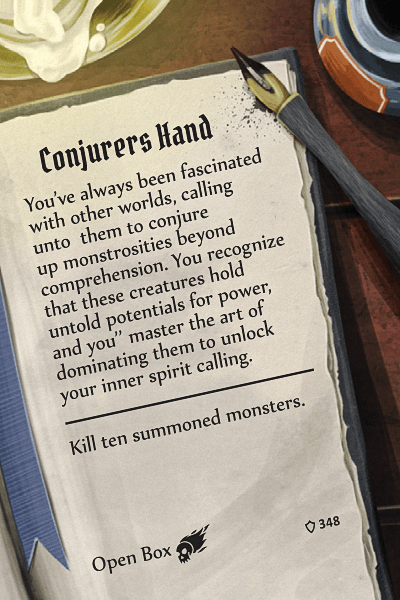 Conjurers Hand
You've always been fascinated
with other worlds, calling
unto them to conjure
up monstrosities beyond
comprehension. You recognize
that these creatures hold
untold potentials for power,
and you" master the art of
dominating them to unlock
your inner spirit calling.
Kill ten summoned monsters.
Open Box
348